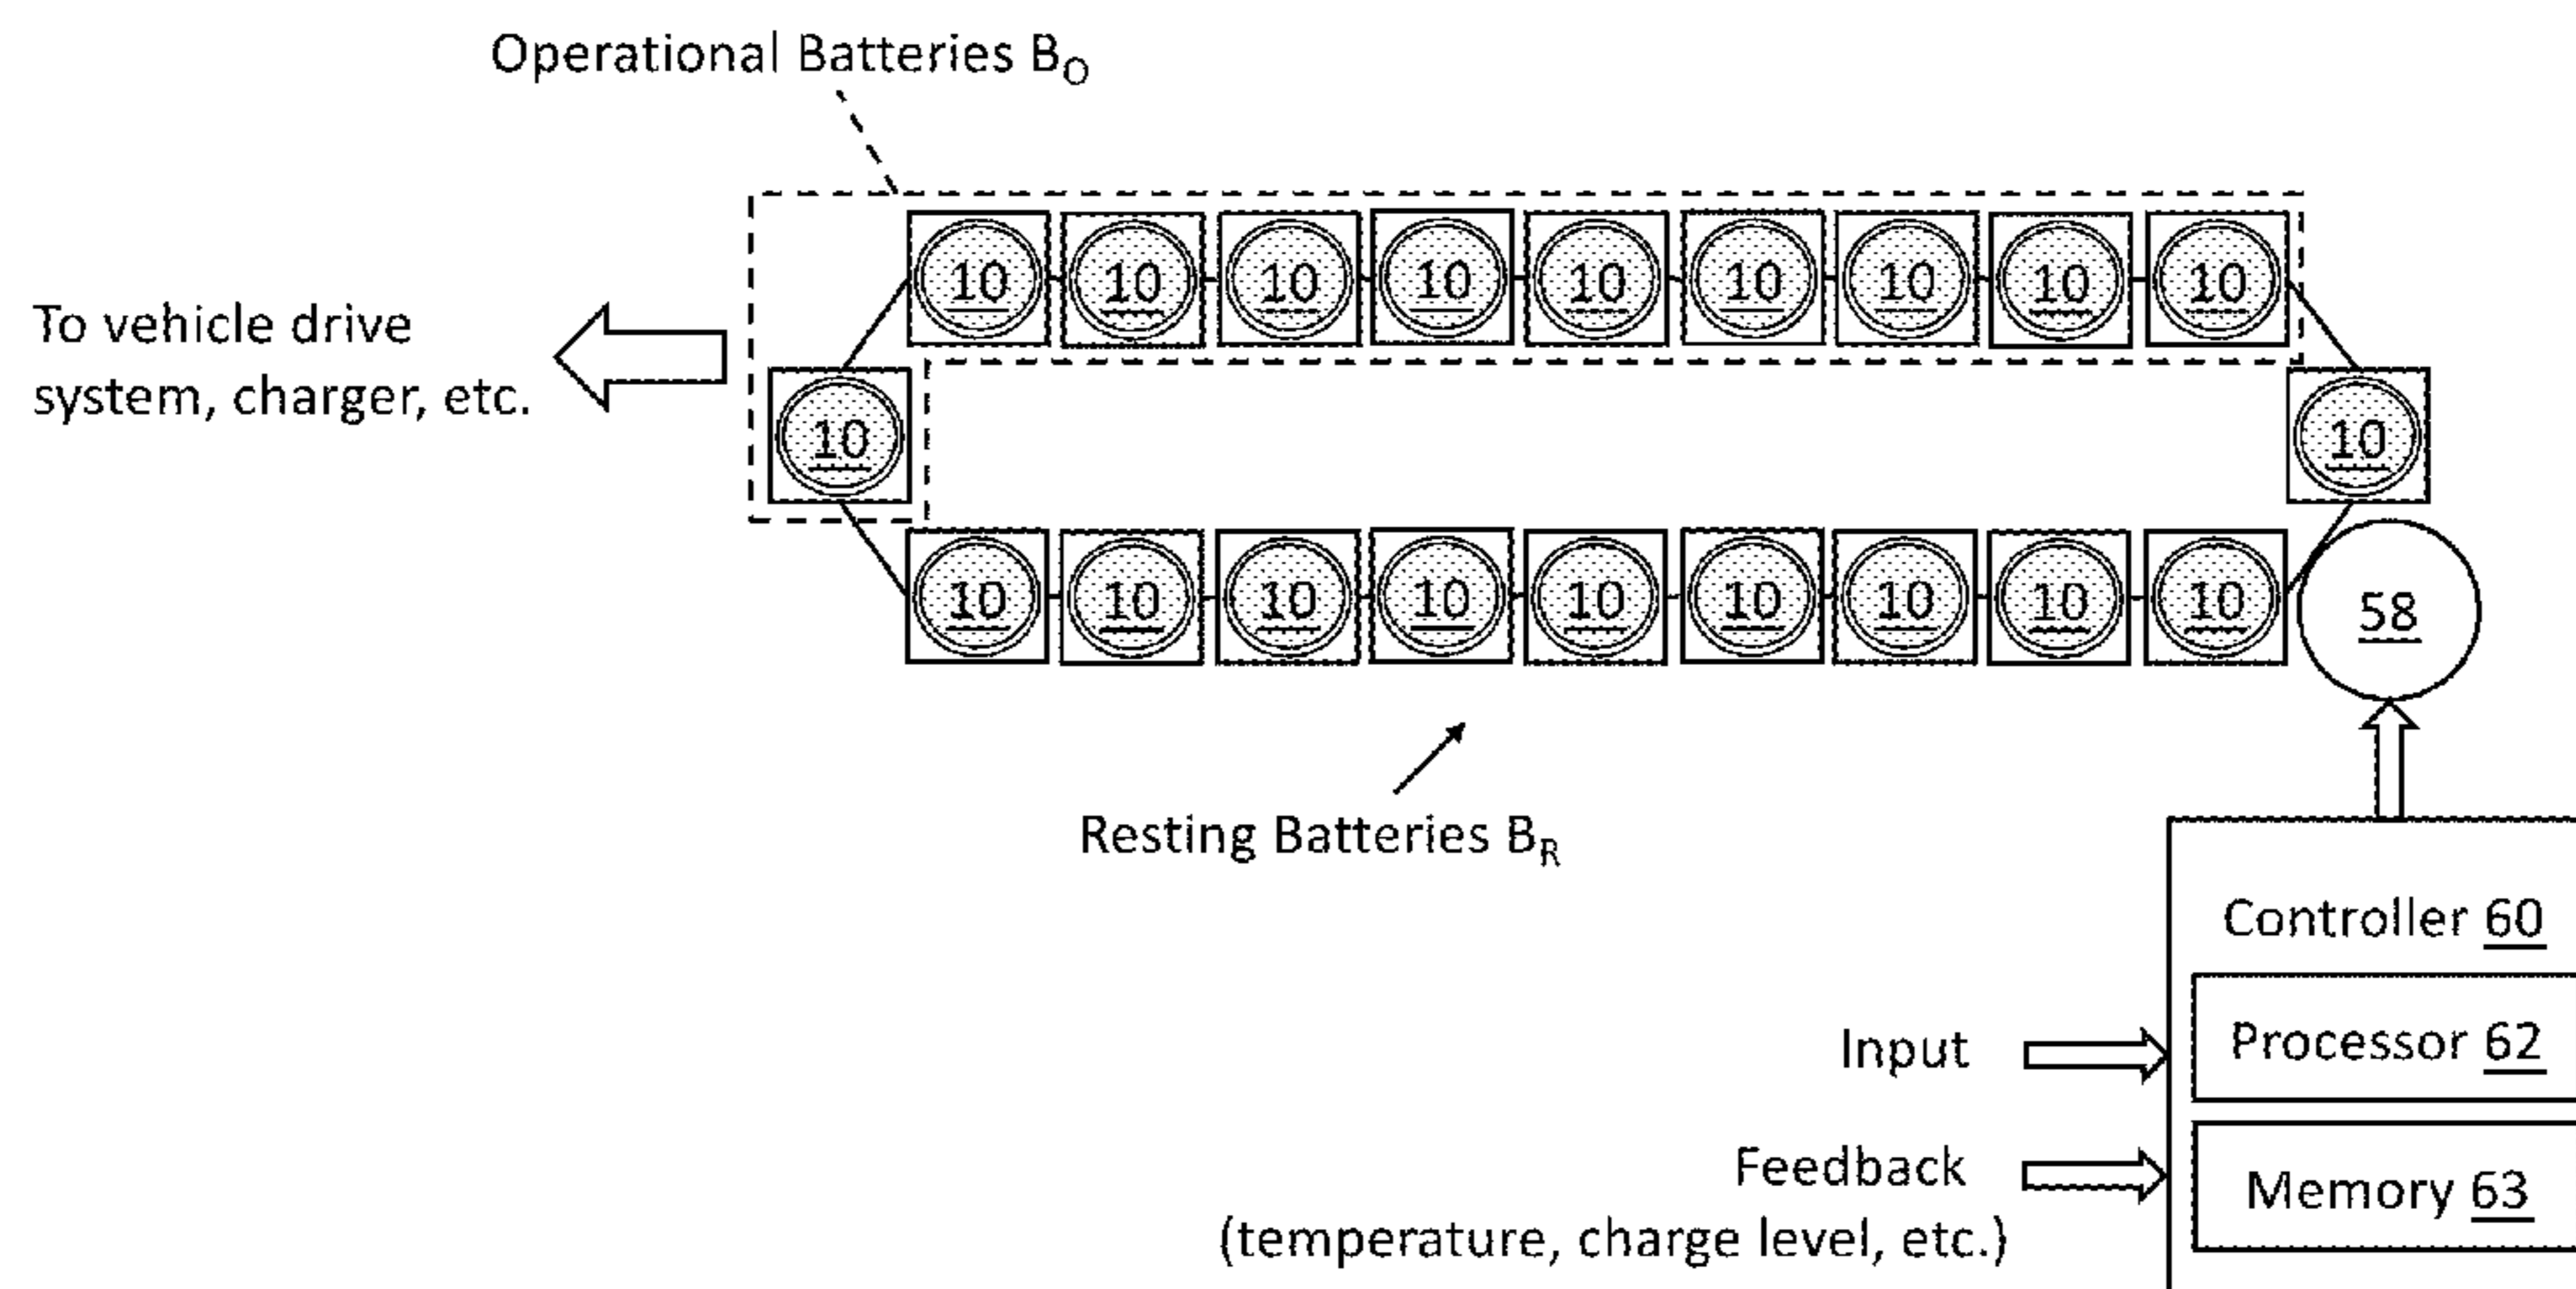 Operational Batteries B_O
10 10 10 10 10 10 10 10 10
To vehicle drive
system, charger, etc.
10 10
10 10 10 10 10 10 10 10 10
58
Resting Batteries B_R
Controller 60
Input
Processor 62
Feedback
Memory 63
(temperature, charge level, etc.)